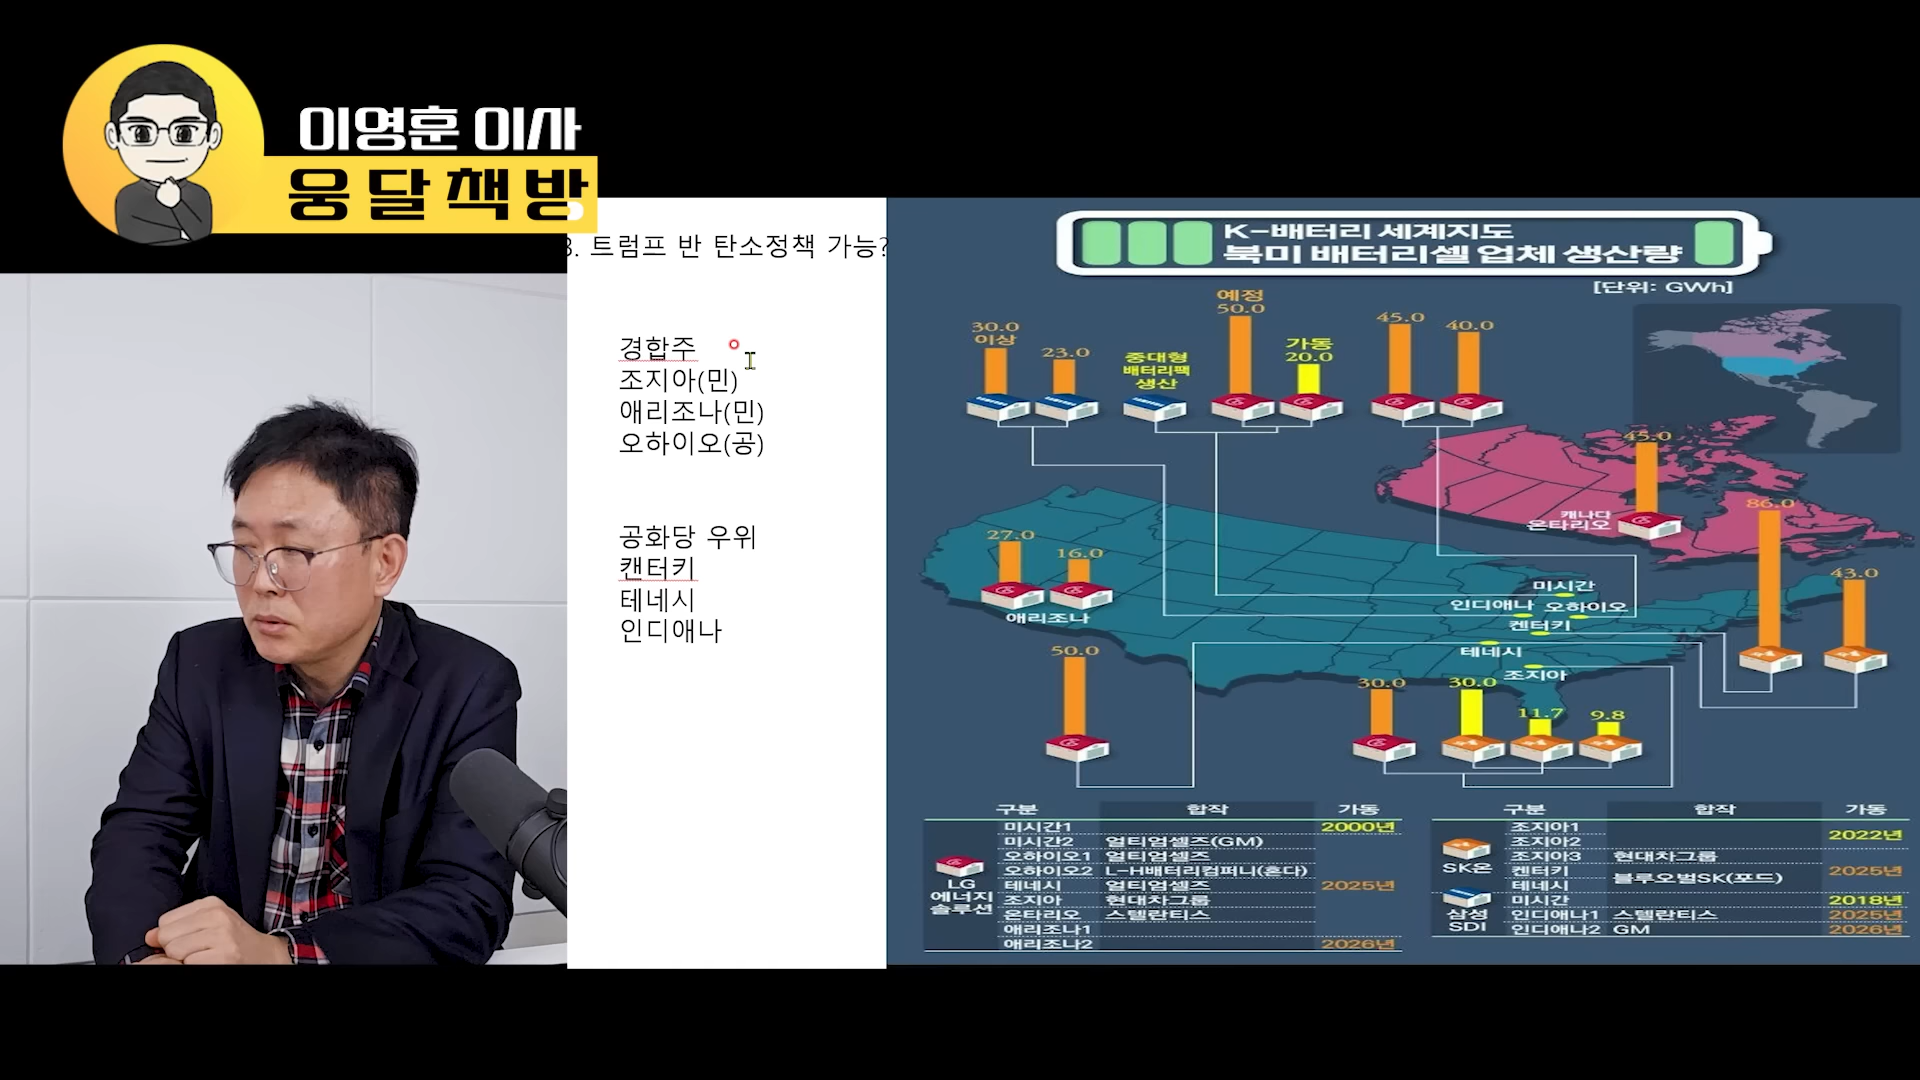 이영훈 이사
웅달책방
3. 트럼프 반 탄소정책 가능?
경합주
조지아(민)
애리조나(민)
오하이오(공)
공화당 우위
캔터키
테네시
인디애나
K-배터리 세계지도
북미 배터리셀 업체 생산량
[단위: GWh]
30.0
이상
23.0
중대형
배터리팩
생산
예정
50.0
가동
20.0
45.0
40.0
45.0
캐나다
온타리오
86.0
43.0
27.0
16.0
애리조나
미시간
인디애나
오하이오
켄터키
테네시
조지아
50.0
30.0
30.0
11.7
9.8
구분 합작 가동
LG
에너지
솔루션
미시간1 2000년
미시간2 얼티엄셀즈(GM)
오하이오1 얼티엄셀즈
오하이오2 L-H배터리컴퍼니(혼다)
테네시 얼티엄셀즈 2025년
조지아 현대차그룹
온타리오 스텔란티스
애리조나1
애리조나2 2026년
구분 합작 가동
SK온
조지아1
조지아2 2022년
조지아3 현대차그룹
켄터키 블루오벌SK(포드) 2025년
테네시
삼성
SDI
미시간 2018년
인디애나1 스텔란티스 2025년
인디애나2 GM 2026년